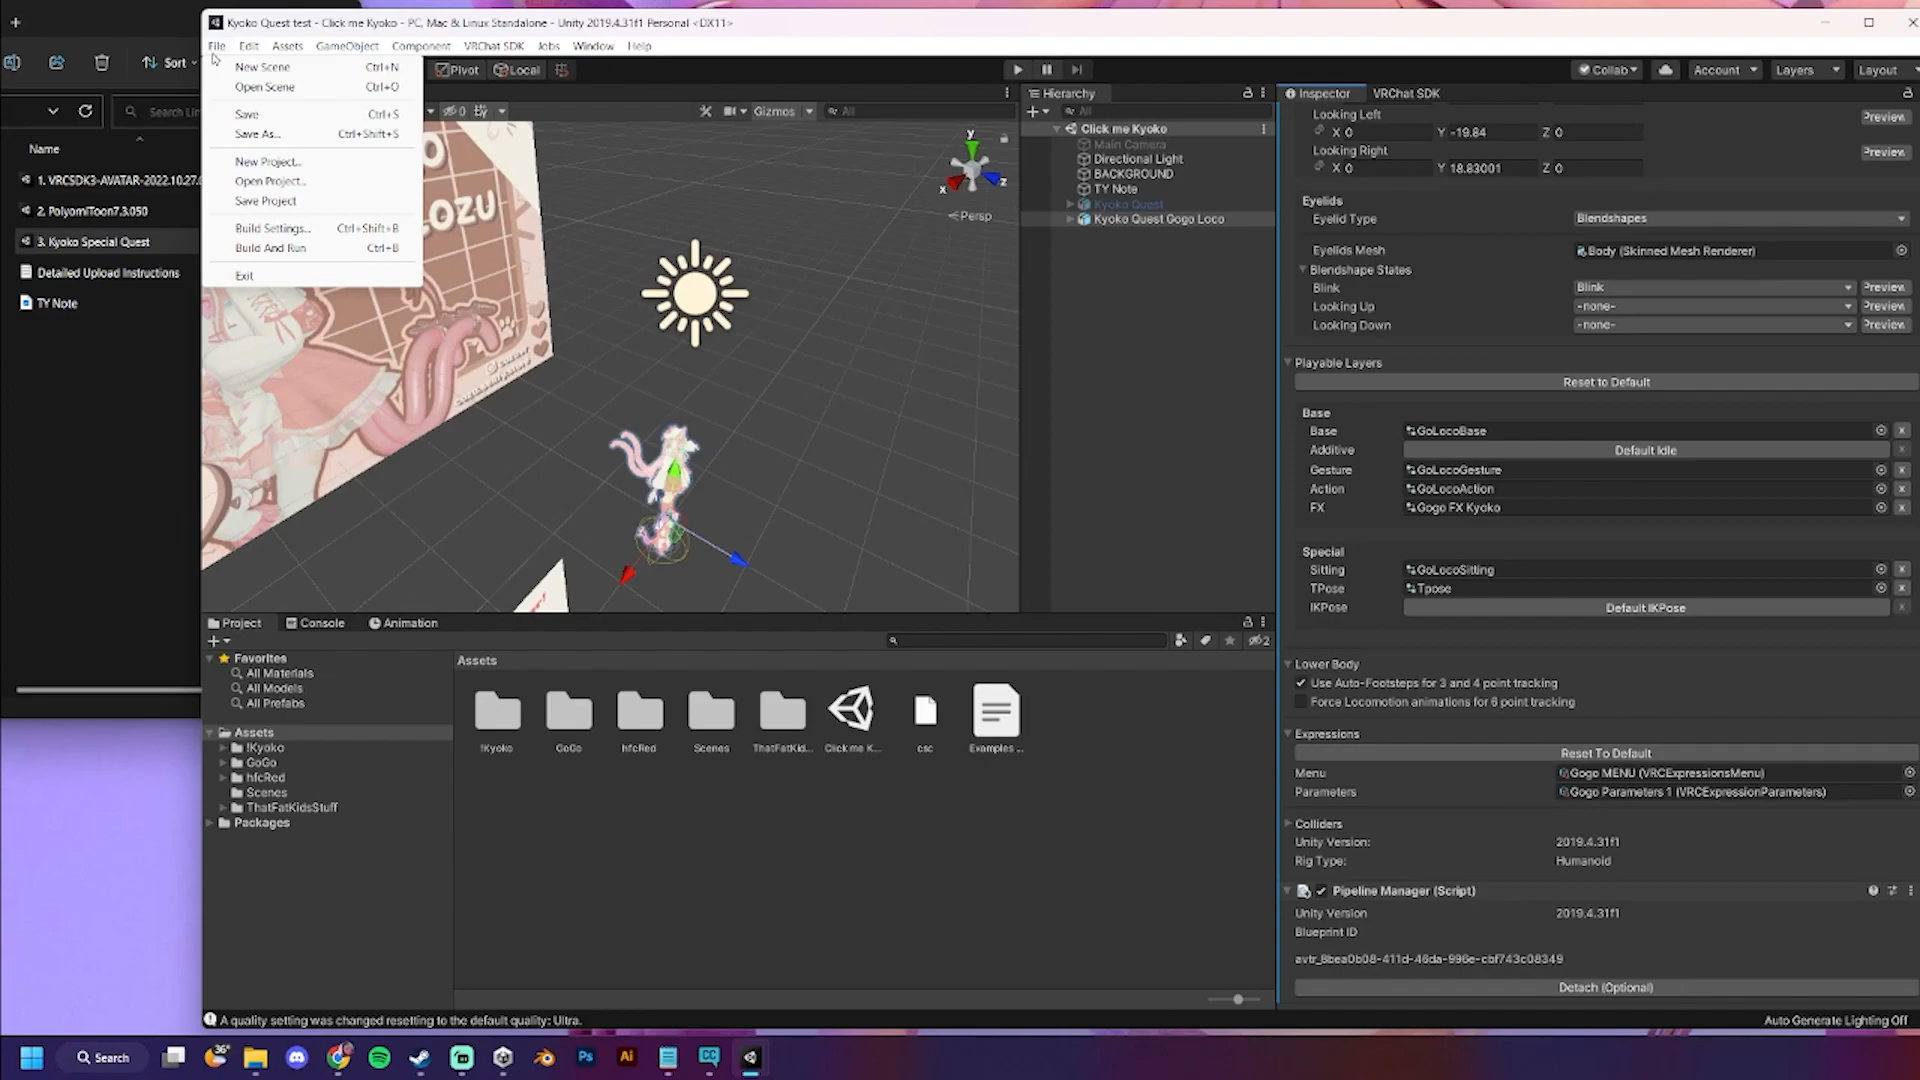 Kyoko Quest test - Click me Kyoko - PC, Mac & Linux Standalone - Unity 2019.4.31f1 Personal <DX11>
File Edit Assets GameObject Component VRChat SDK Jobs Window Help
Sort
Pivot Local
Collab Account Layers Layout
New Scene Ctrl+N
Open Scene Ctrl+O
Save Ctrl+S
Save As... Ctrl+Shift+S
New Project...
Open Project...
Save Project
Build Settings... Ctrl+Shift+B
Build And Run Ctrl+B
Exit
Name
1. VRCSDK3-AVATAR-2022.10.27.0
2. PolyomiToon7.3.050
3. Kyoko Special Quest
Detailed Upload Instructions
TY Note
0
Gizmos
All
LOZU
y
x
z
Persp
Hierarchy
All
Click me Kyoko
Main Camera
Directional Light
BACKGROUND
TY Note
Kyoko Quest
Kyoko Quest Gogo Loco
Inspector VRChat SDK
Looking Left Preview
X 0 Y -19.84 Z 0
Looking Right Preview
X 0 Y 18.83001 Z 0
Eyelids
Eyelid Type Blendshapes
Eyelids Mesh Body (Skinned Mesh Renderer)
Blendshape States
Blink Blink Preview
Looking Up -none- Preview
Looking Down -none- Preview
Playable Layers
Reset to Default
Base
Base GoLocoBase
Additive Default Idle
Gesture GoLocoGesture
Action GoLocoAction
FX Gogo FX Kyoko
Special
Sitting GoLocoSitting
TPose Tpose
IKPose Default IKPose
Lower Body
Use Auto-Footsteps for 3 and 4 point tracking
Force Locomotion animations for 6 point tracking
Expressions
Reset To Default
Menu Gogo MENU (VRCExpressionsMenu)
Parameters Gogo Parameters 1 (VRCExpressionParameters)
Colliders
Unity Version: 2019.4.31f1
Rig Type: Humanoid
Pipeline Manager (Script)
Unity Version 2019.4.31f1
Blueprint ID
avtr_8bea0b08-411d-46da-996e-cbf743c08349
Detach (Optional)
Project Console Animation
2
Favorites
All Materials
All Models
All Prefabs
Assets
!Kyoko
GoGo
hfcRed
Scenes
ThatFatKidsStuff
Packages
Assets
!Kyoko GoGo hfcRed Scenes ThatFatKid... Click me K... csc Examples ...
A quality setting was changed resetting to the default quality: Ultra.
Auto Generate Lighting Off
Search
36°
Ps
Ai
CC